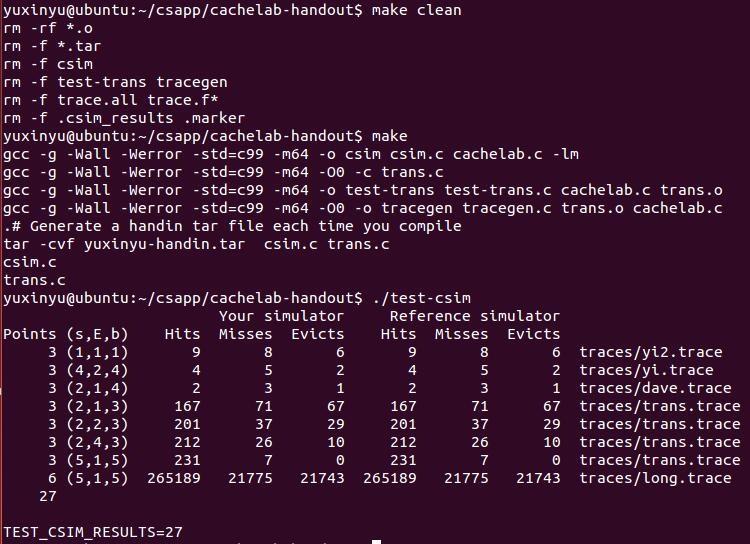 yuxinyu@ubuntu:~/csapp/cachelab-handout$ make clean
rm -rf *.o
rm -f *.tar
rm -f csim
rm -f test-trans tracegen
rm -f trace.all trace.f*
rm -f .csim_results .marker
yuxinyu@ubuntu:~/csapp/cachelab-handout$ make
gcc -g -Wall -Werror -std=c99 -m64 -o csim csim.c cachelab.c -lm
gcc -g -Wall -Werror -std=c99 -m64 -O0 -c trans.c
gcc -g -Wall -Werror -std=c99 -m64 -o test-trans test-trans.c cachelab.c trans.o
gcc -g -Wall -Werror -std=c99 -m64 -O0 -o tracegen tracegen.c trans.o cachelab.c
.# Generate a handin tar file each time you compile
tar -cvf yuxinyu-handin.tar  csim.c trans.c
csim.c
trans.c
yuxinyu@ubuntu:~/csapp/cachelab-handout$ ./test-csim
                        Your simulator     Reference simulator
Points (s,E,b)    Hits  Misses  Evicts    Hits  Misses  Evicts
     3 (1,1,1)       9       8       6       9       8       6  traces/yi2.trace
     3 (4,2,4)       4       5       2       4       5       2  traces/yi.trace
     3 (2,1,4)       2       3       1       2       3       1  traces/dave.trace
     3 (2,1,3)     167      71      67     167      71      67  traces/trans.trace
     3 (2,2,3)     201      37      29     201      37      29  traces/trans.trace
     3 (2,4,3)     212      26      10     212      26      10  traces/trans.trace
     3 (5,1,5)     231       7       0     231       7       0  traces/trans.trace
     6 (5,1,5)  265189   21775   21743  265189   21775   21743  traces/long.trace
    27

TEST_CSIM_RESULTS=27